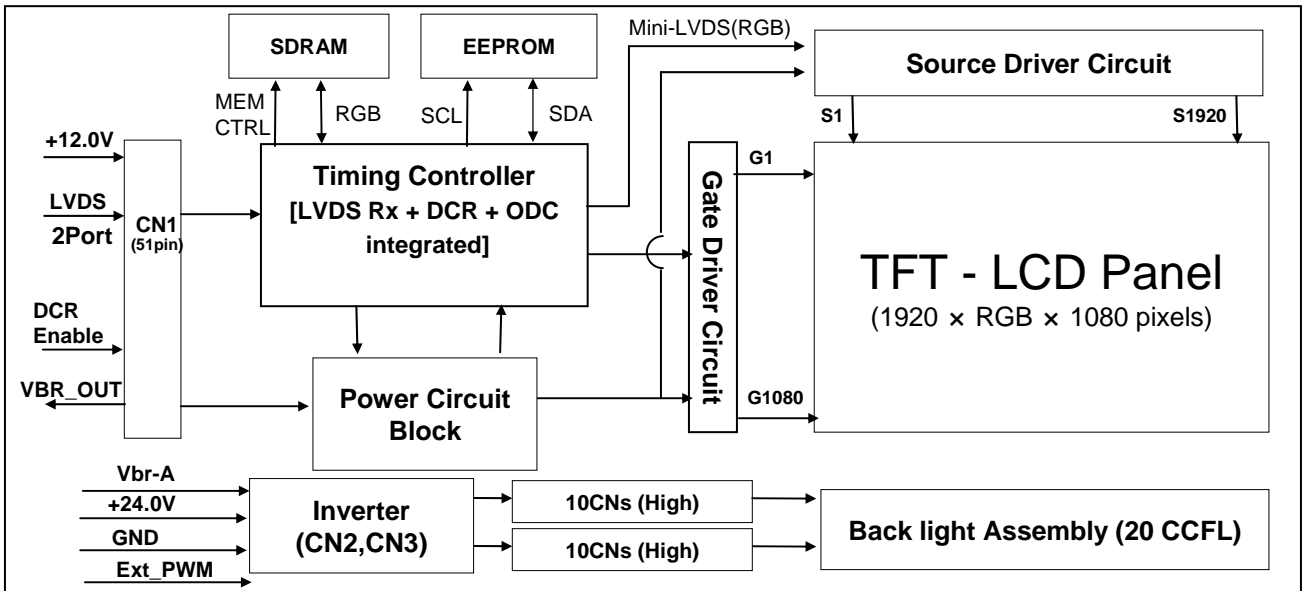 SDRAM
EEPROM
Mini-LVDS(RGB)
Source Driver Circuit
MEM
CTRL
RGB
SCL
SDA
S1
S1920
+12.0V
LVDS
2Port
CN1
(51pin)
Timing Controller
[LVDS Rx + DCR + ODC
integrated]
Gate Driver Circuit
G1
G1080
TFT - LCD Panel
(1920 × RGB × 1080 pixels)
DCR
Enable
VBR_OUT
Power Circuit
Block
Vbr-A
+24.0V
GND
Ext_PWM
Inverter
(CN2,CN3)
10CNs (High)
10CNs (High)
Back light Assembly (20 CCFL)